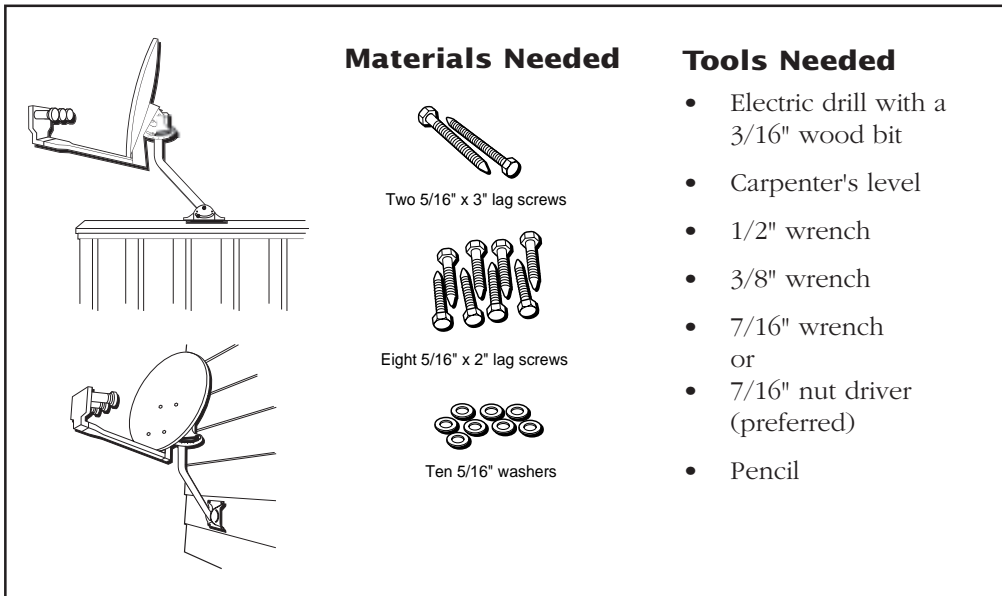 Materials Needed
Two 5/16" x 3" lag screws
Eight 5/16" x 2" lag screws
Ten 5/16" washers
Tools Needed
• Electric drill with a
3/16" wood bit
• Carpenter's level
• 1/2" wrench
• 3/8" wrench
• 7/16" wrench
or
• 7/16" nut driver
(preferred)
• Pencil